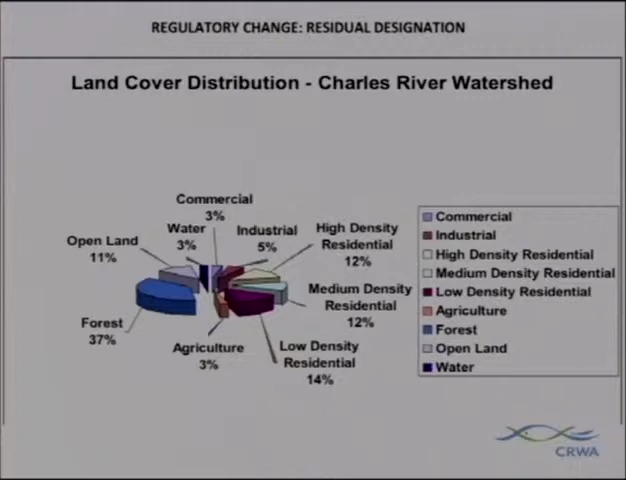 REGULATORY CHANGE: RESIDUAL DESIGNATION
Land Cover Distribution - Charles River Watershed
Commercial
3%
Water
3%
Industrial
5%
High Density
Residential
12%
Open Land
11%
Medium Density
Residential
12%
Forest
37%
Agriculture
3%
Low Density
Residential
14%
Commercial
Industrial
High Density Residential
Medium Density Residential
Low Density Residential
Agriculture
Forest
Open Land
Water
CRWA